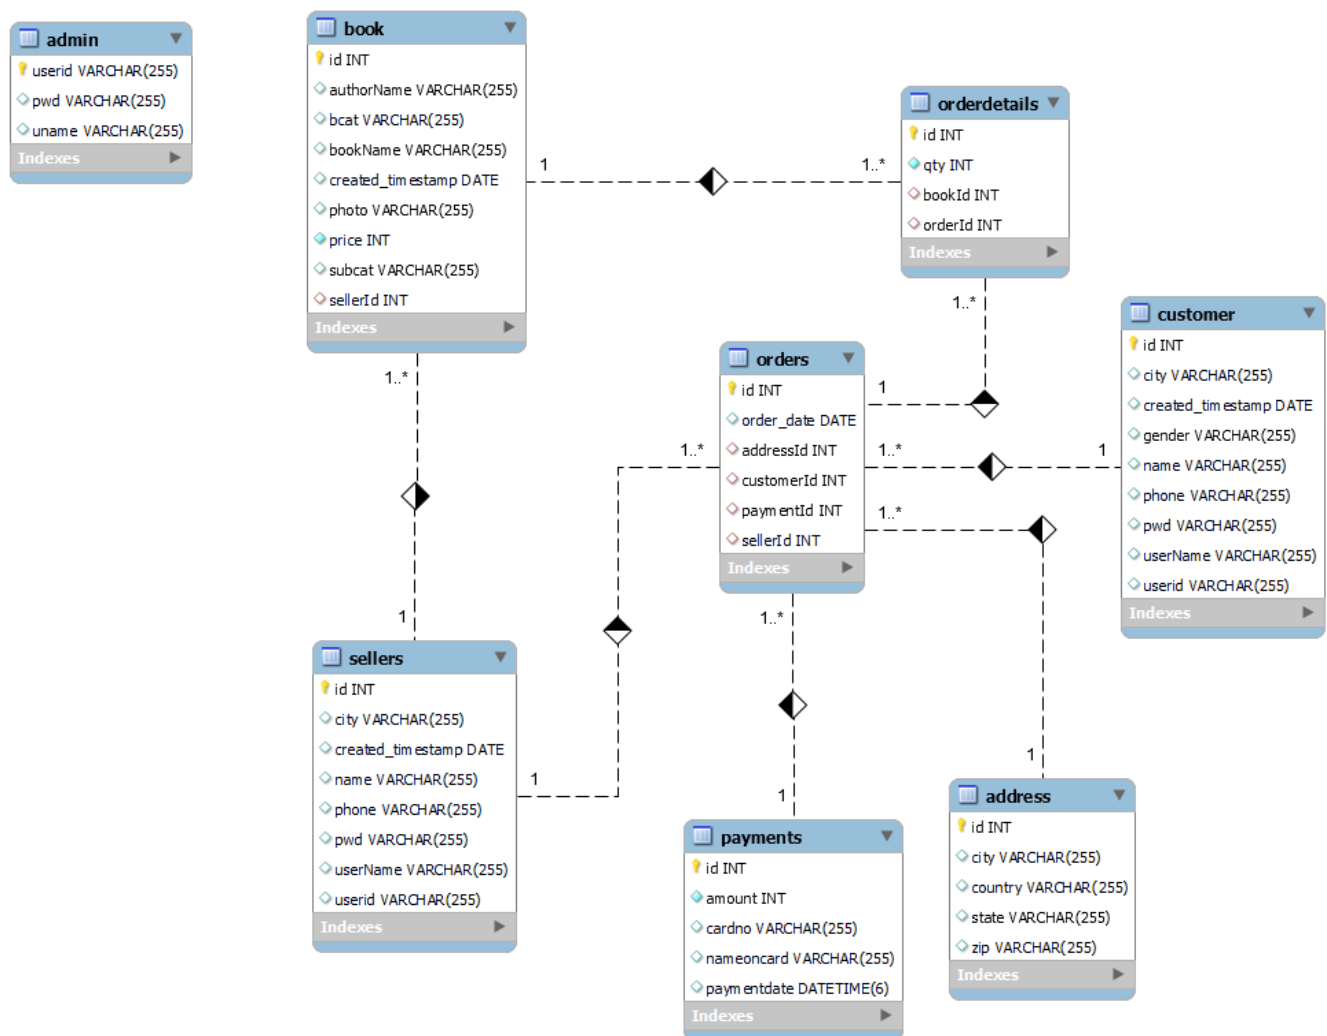 admin
userid VARCHAR(255)
pwd VARCHAR(255)
uname VARCHAR(255)
Indexes
book
id INT
authorName VARCHAR(255)
bcat VARCHAR(255)
bookName VARCHAR(255)
created_timestamp DATE
photo VARCHAR(255)
price INT
subcat VARCHAR(255)
sellerId INT
Indexes
1
1..*
orderdetails
id INT
qty INT
bookId INT
orderId INT
Indexes
1..*
1..*
1
orders
id INT
order_date DATE
addressId INT
customerId INT
paymentId INT
sellerId INT
Indexes
1
1..*
1..*
1..*
1
1..*
customer
id INT
city VARCHAR(255)
created_timestamp DATE
gender VARCHAR(255)
name VARCHAR(255)
phone VARCHAR(255)
pwd VARCHAR(255)
userName VARCHAR(255)
userid VARCHAR(255)
Indexes
sellers
id INT
city VARCHAR(255)
created_timestamp DATE
name VARCHAR(255)
phone VARCHAR(255)
pwd VARCHAR(255)
userName VARCHAR(255)
userid VARCHAR(255)
Indexes
1
1
payments
id INT
amount INT
cardno VARCHAR(255)
nameoncard VARCHAR(255)
paymentdate DATETIME(6)
Indexes
1
address
id INT
city VARCHAR(255)
country VARCHAR(255)
state VARCHAR(255)
zip VARCHAR(255)
Indexes